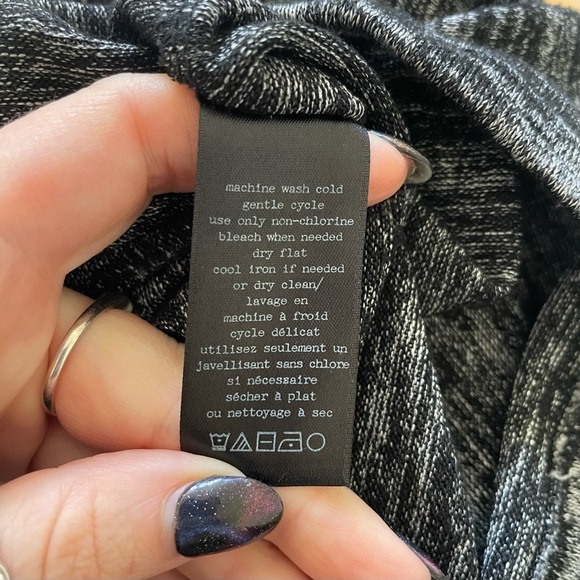 machine wash cold
gentle cycle
use only non-chlorine
bleach when needed
dry flat
cool iron if needed
or dry clean/
lavage en
machine à froid
cycle délicat
utilisez seulement un
javellisant sans chlore
si nécessaire
sécher à plat
ou nettoyage à sec